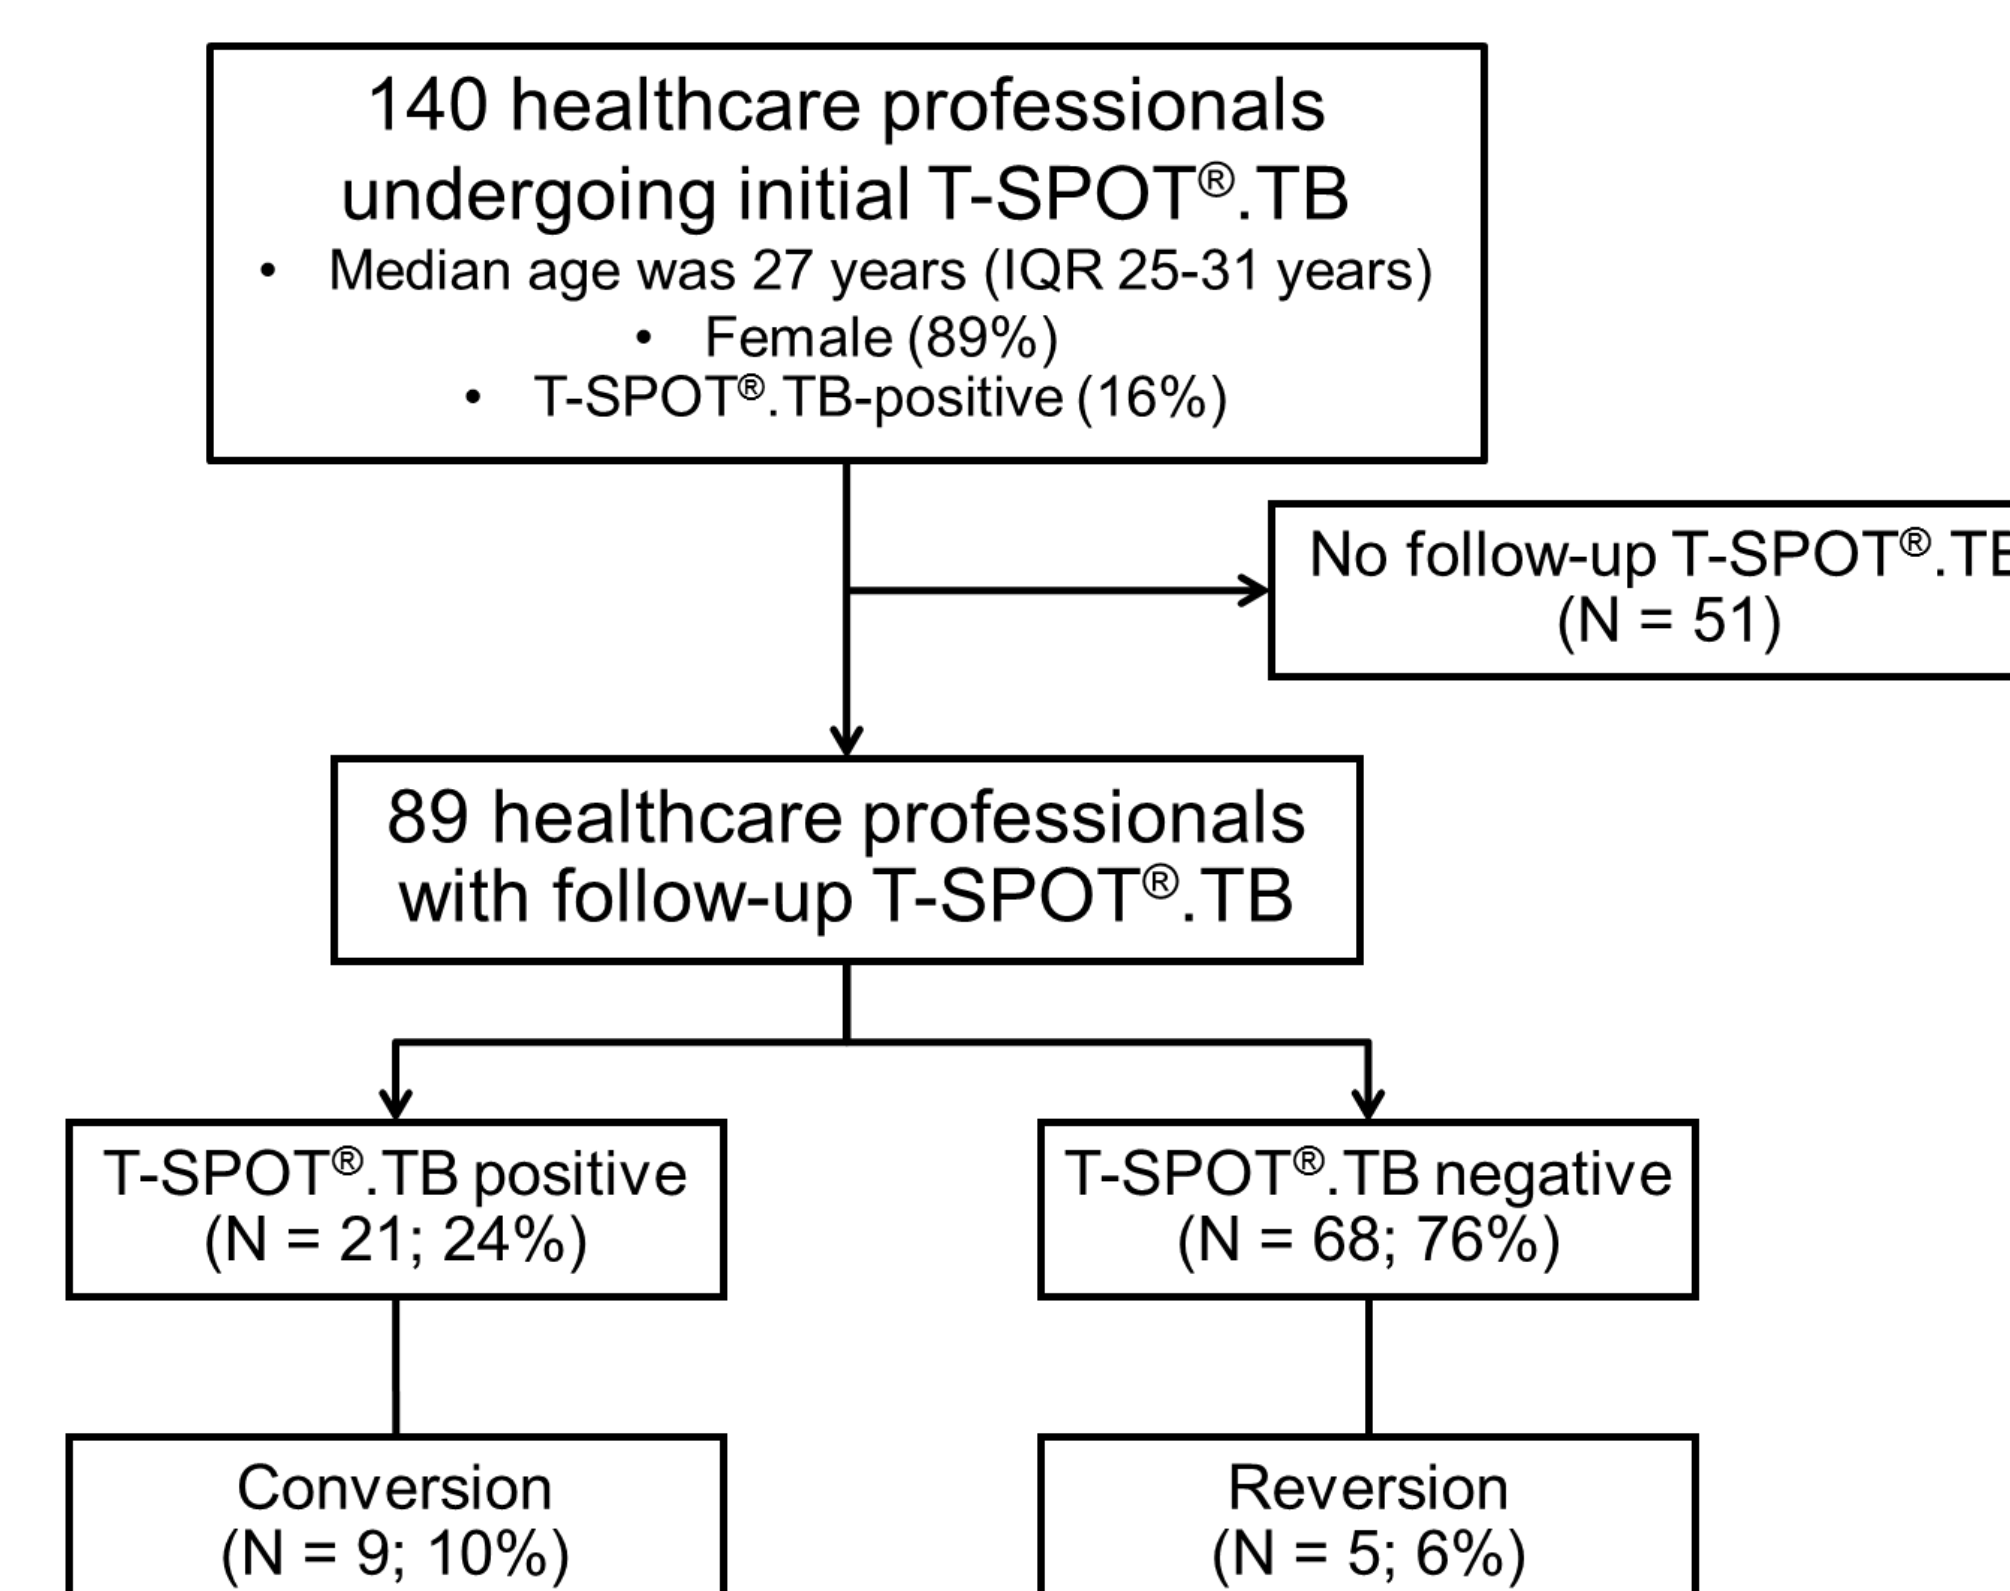 140 healthcare professionals
undergoing initial T-SPOT®.TB
• Median age was 27 years (IQR 25-31 years)
• Female (89%)
• T-SPOT®.TB-positive (16%)
No follow-up T-SPOT®.TB
(N = 51)
89 healthcare professionals
with follow-up T-SPOT®.TB
T-SPOT®.TB positive
(N = 21; 24%)
T-SPOT®.TB negative
(N = 68; 76%)
Conversion
(N = 9; 10%)
Reversion
(N = 5; 6%)